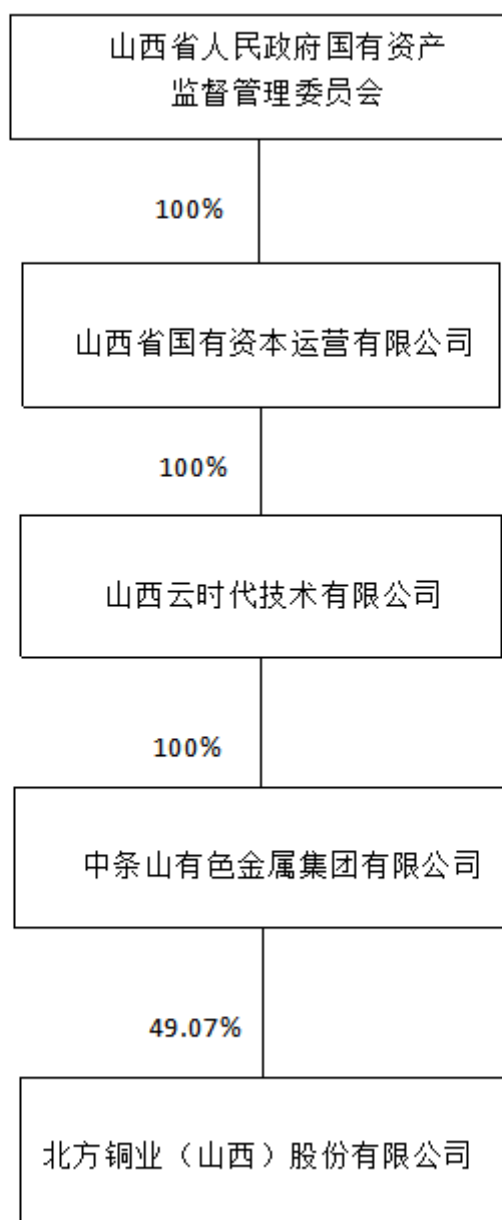 山西省人民政府国有资产
监督管理委员会
100%
山西省国有资本运营有限公司
100%
山西云时代技术有限公司
100%
中条山有色金属集团有限公司
49.07%
北方铜业（山西）股份有限公司